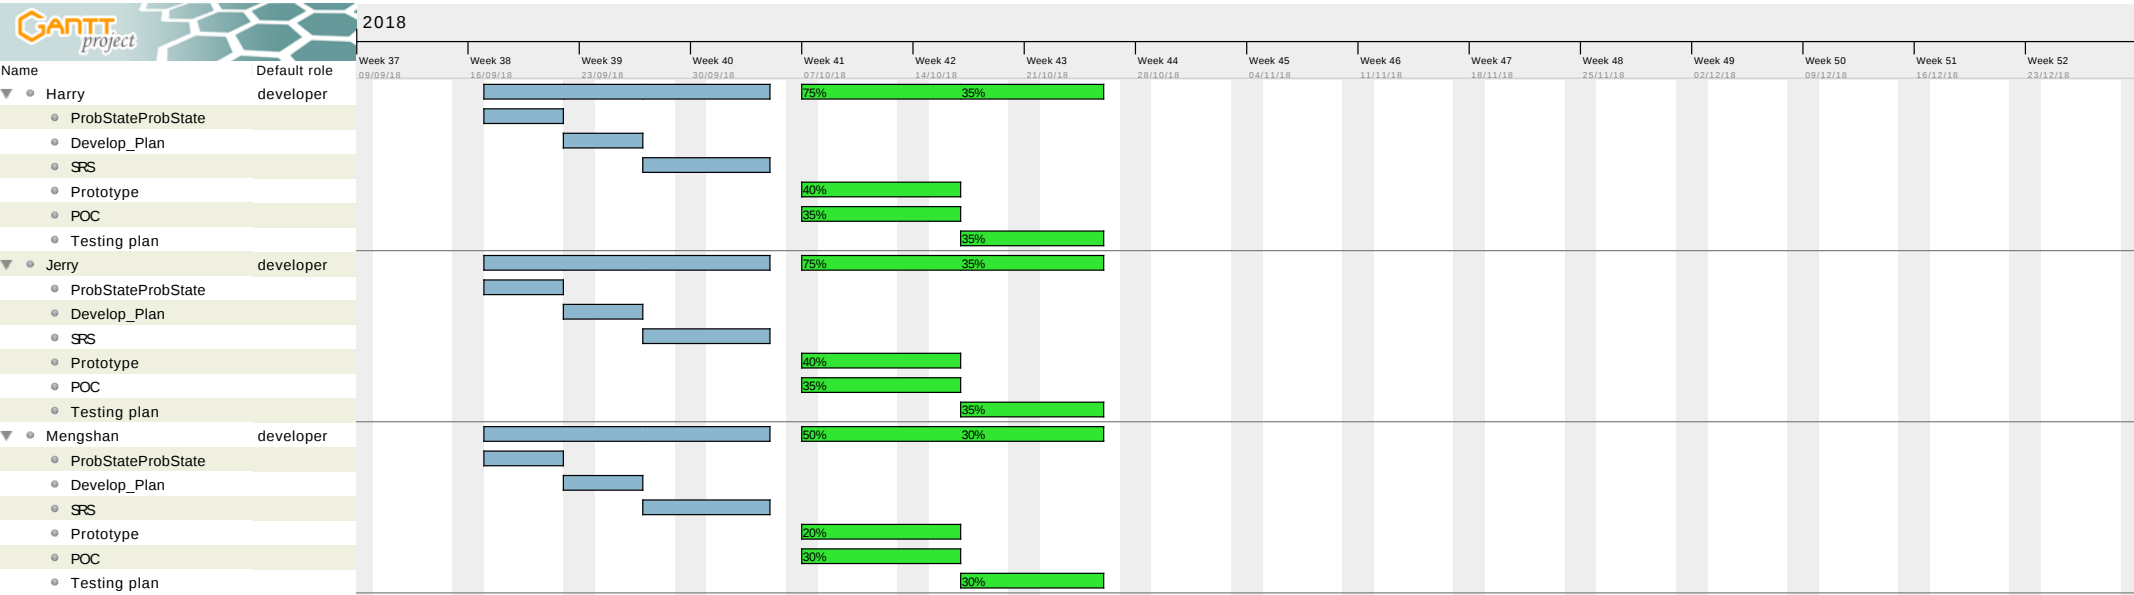 GANTT project
2018
Week 37 Week 38 Week 39 Week 40 Week 41 Week 42 Week 43 Week 44 Week 45 Week 46 Week 47 Week 48 Week 49 Week 50 Week 51 Week 52
Name Default role 09/09/18 16/09/18 23/09/18 30/09/18 07/10/18 14/10/18 21/10/18 28/10/18 04/11/18 11/11/18 18/11/18 25/11/18 02/12/18 09/12/18 16/12/18 23/12/18
Harry developer 75% 35%
ProbStateProbState
Develop_Plan
SRS
Prototype 40%
POC 35%
Testing plan 35%
Jerry developer 75% 35%
ProbStateProbState
Develop_Plan
SRS
Prototype 40%
POC 35%
Testing plan 35%
Mengshan developer 50% 30%
ProbStateProbState
Develop_Plan
SRS
Prototype 20%
POC 30%
Testing plan 30%